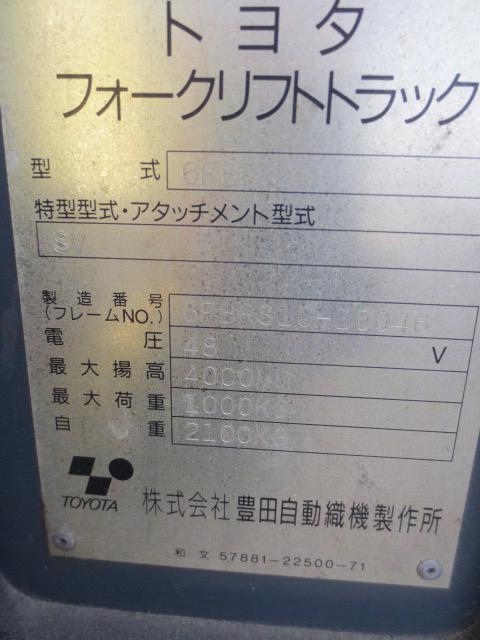 トヨタ
フォークリフトトラック
型式
特型型式・アタッチメント型式
SV
製造番号
(フレームNO.)
電圧 48 V
最大揚高 4000MM
最大荷重 1000KG
自重 2100KG
TOYOTA 株式会社豊田自動織機製作所
和文 57881-22500-71